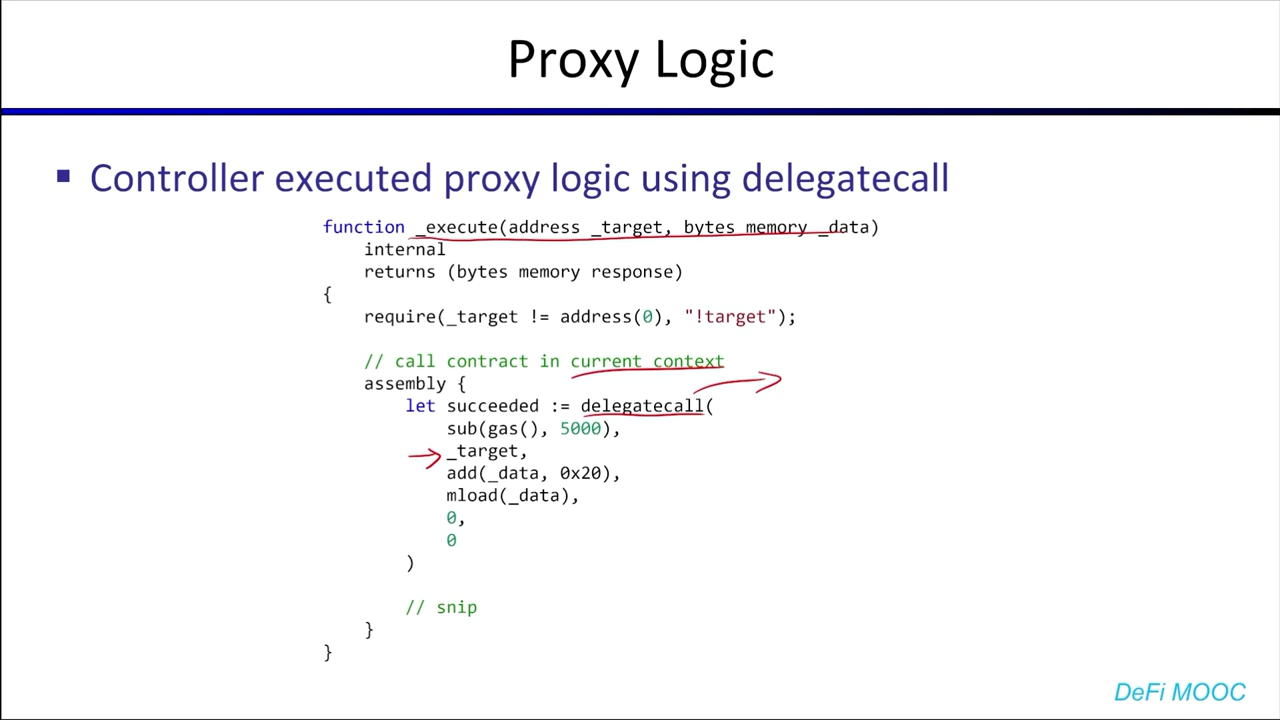 Proxy Logic
Controller executed proxy logic using delegatecall
function _execute(address _target, bytes memory _data)
internal
returns (bytes memory response)
{
require(_target != address(0), "!target");
// call contract in current context
assembly {
let succeeded := delegatecall(
sub(gas(), 5000),
_target,
add(_data, 0x20),
mload(_data),
0,
0
)
// snip
}
}
DeFi MOOC